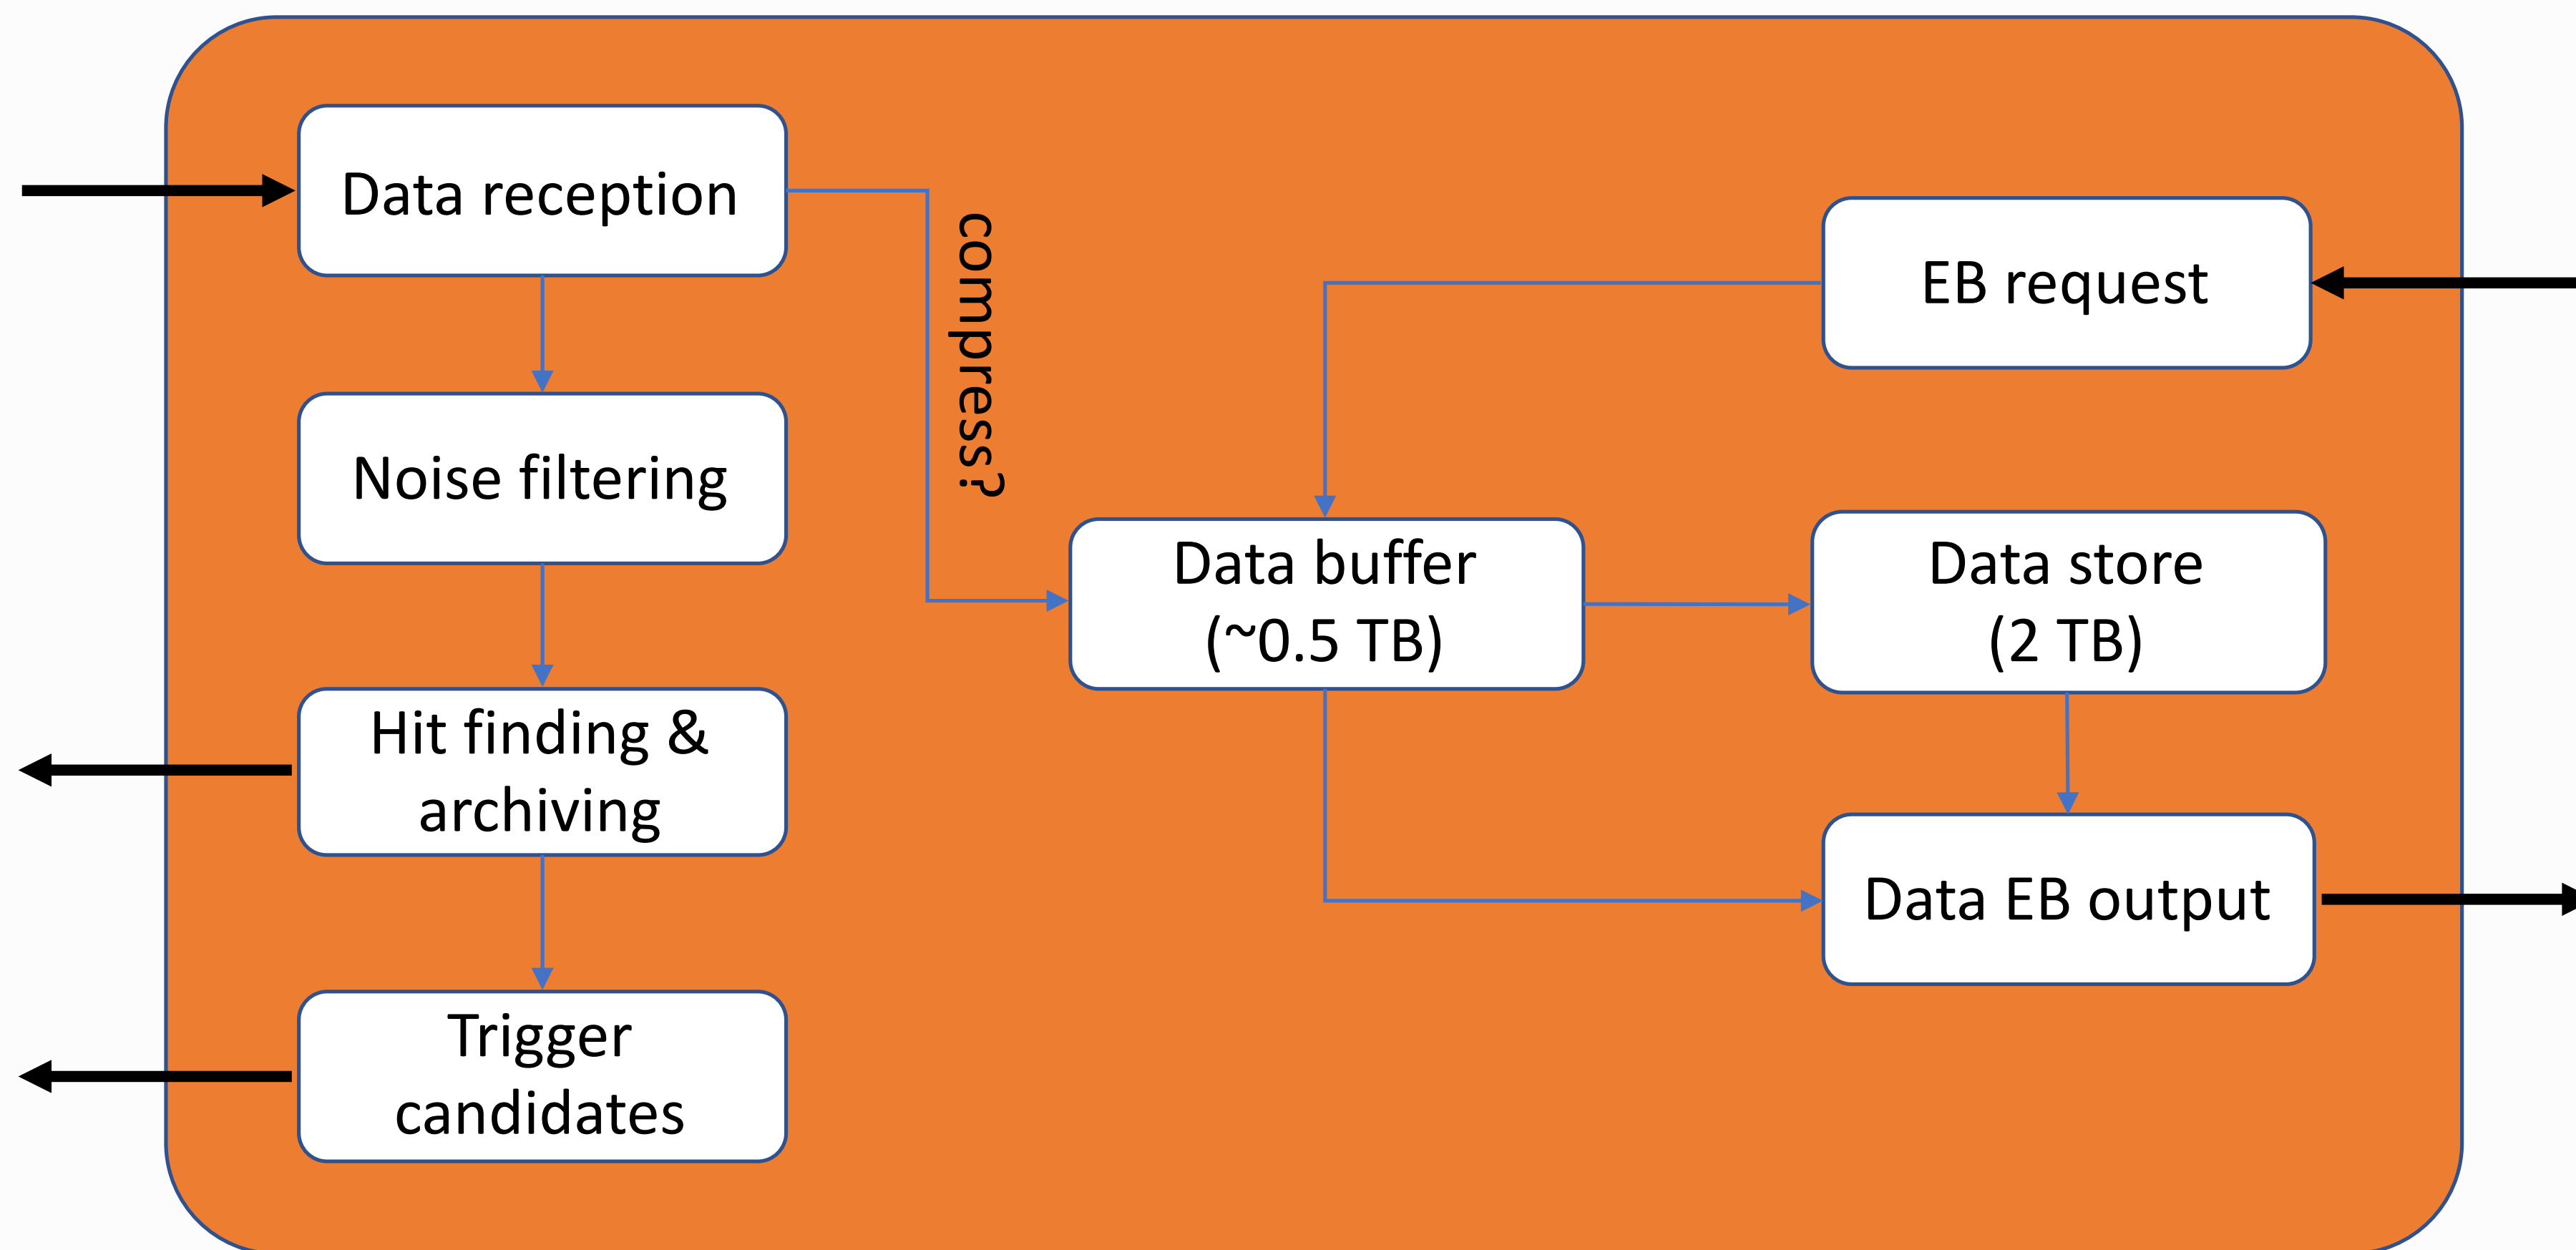 Data reception
compress?
EB request
Noise filtering
Data buffer
(~0.5 TB)
Data store
(2 TB)
Hit finding &
archiving
Data EB output
Trigger
candidates